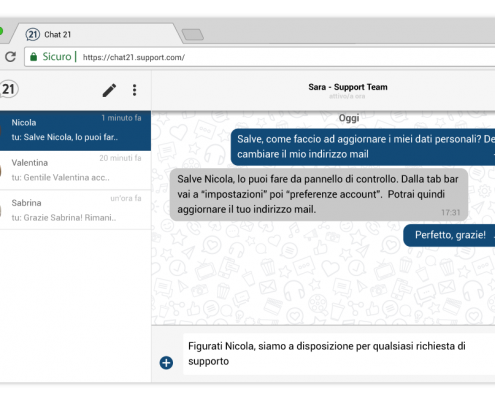 21 Chat 21
Sicuro | https://chat21.support.com/
21
Nicola 1 minuto fa
tu: Salve Nicola, lo puoi far..
Valentina 20 minuti fa
tu: Gentile Valentina acc..
Sabrina un'ora fa
tu: Grazie Sabrina! Rimani..
Sara - Support Team
attivo/a ora
Oggi
Salve, come faccio ad aggiornare i miei dati personali? De
cambiare il mio indirizzo mail
Salve Nicola, lo puoi fare da pannello di controllo. Dalla tab bar
vai a “impostazioni” poi “preferenze account”. Potrai quindi
aggiornare il tuo indirizzo mail. 17:31
Perfetto, grazie!
Figurati Nicola, siamo a disposizione per qualsiasi richiesta di
supporto